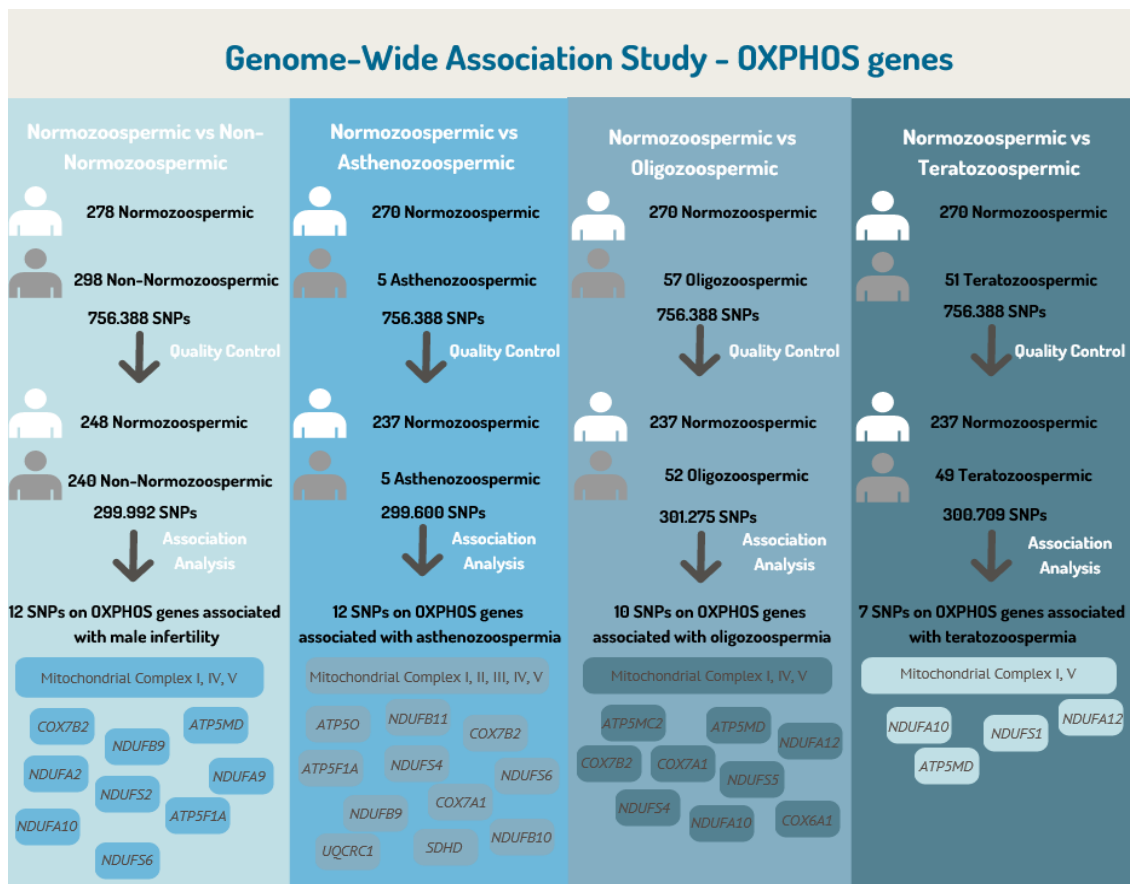 Genome-Wide Association Study - OXPHOS genes
Normozoospermic vs Non-
Normozoospermic
278 Normozoospermic
298 Non-Normozoospermic
756.388 SNPs
Quality Control
248 Normozoospermic
240 Non-Normozoospermic
299.992 SNPs
Association
Analysis
12 SNPs on OXPHOS genes associated
with male infertility
Mitochondrial Complex I, IV, V
COX7B2
ATP5MD
NDUFB9
NDUFA2
NDUFA9
NDUFS2
ATP5F1A
NDUFA10
NDUFS6
Normozoospermic vs
Asthenozoospermic
270 Normozoospermic
5 Asthenozoospermic
756.388 SNPs
Quality Control
237 Normozoospermic
5 Asthenozoospermic
299.600 SNPs
Association
Analysis
12 SNPs on OXPHOS genes
associated with asthenozoospermia
Mitochondrial Complex I, II, III, IV, V
ATP5O
NDUFB11
COX7B2
ATP5F1A
NDUFS4
NDUFS6
COX7A1
NDUFB9
NDUFB10
UQCRC1
SDHD
Normozoospermic vs
Oligozoospermic
270 Normozoospermic
57 Oligozoospermic
756.388 SNPs
Quality Control
237 Normozoospermic
52 Oligozoospermic
301.275 SNPs
Association
Analysis
10 SNPs on OXPHOS genes
associated with oligozoospermia
Mitochondrial Complex I, IV, V
ATP5MC2
ATP5MD
NDUFA12
COX7B2
COX7A1
NDUFS5
NDUFS4
NDUFA10
COX6A1
Normozoospermic vs
Teratozoospermic
270 Normozoospermic
51 Teratozoospermic
756.388 SNPs
Quality Control
237 Normozoospermic
49 Teratozoospermic
300.709 SNPs
Association
Analysis
7 SNPs on OXPHOS genes associated
with teratozoospermia
Mitochondrial Complex I, V
NDUFA10
NDUFS1
NDUFA12
ATP5MD